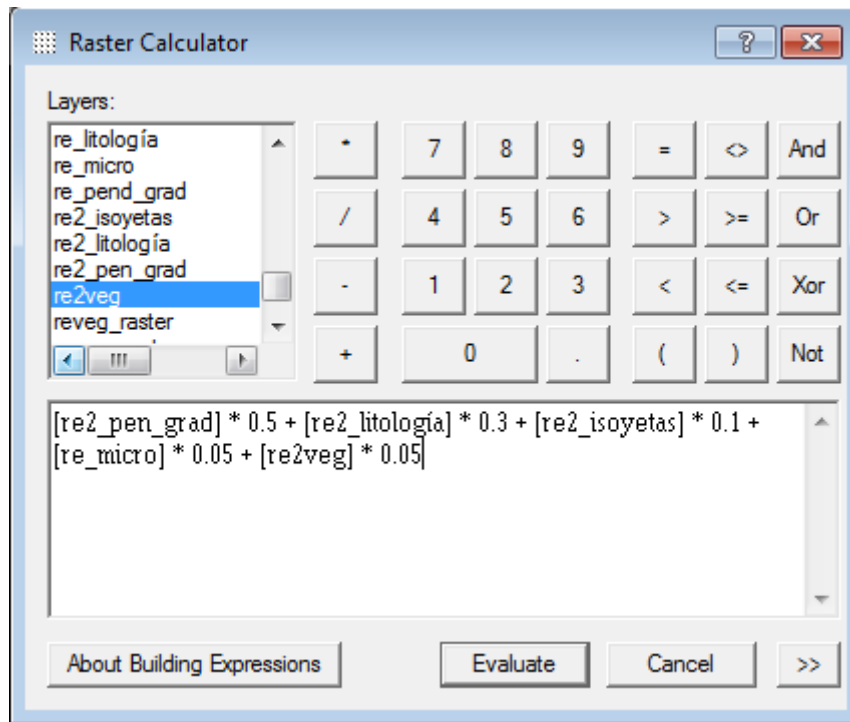 Raster Calculator
?
Layers:
re_litología
re_micro
re_pend_grad
re2_isoyetas
re2_litología
re2_pen_grad
re2veg
reveg_raster
* 7 8 9 = <> And
/ 4 5 6 > >= Or
- 1 2 3 < <= Xor
+ 0 . ( ) Not
[re2_pen_grad] * 0.5 + [re2_litología] * 0.3 + [re2_isoyetas] * 0.1 +
[re_micro] * 0.05 + [re2veg] * 0.05
About Building Expressions
Evaluate
Cancel
>>